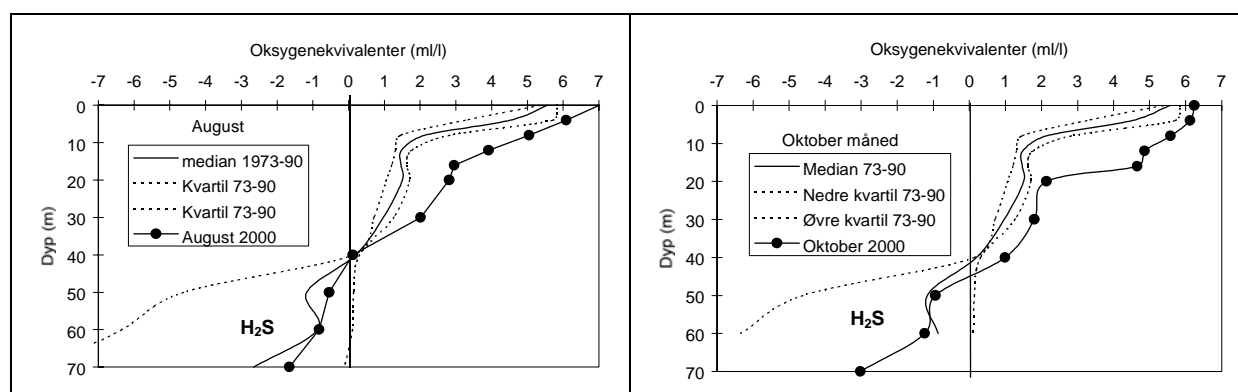 Oksygenekvivalenter (ml/l)
-7 -6 -5 -4 -3 -2 -1 0 1 2 3 4 5 6 7
0
10
20
30
40
50
60
70
Dyp (m)
August
median 1973-90
Kvartil 73-90
Kvartil 73-90
August 2000
H₂S
Oksygenekvivalenter (ml/l)
-7 -6 -5 -4 -3 -2 -1 0 1 2 3 4 5 6 7
0
10
20
30
40
50
60
70
Dyp (m)
Oktober måned
Median 73-90
Nedre kvartil 73-90
Øvre kvartil 73-90
Oktober 2000
H₂S